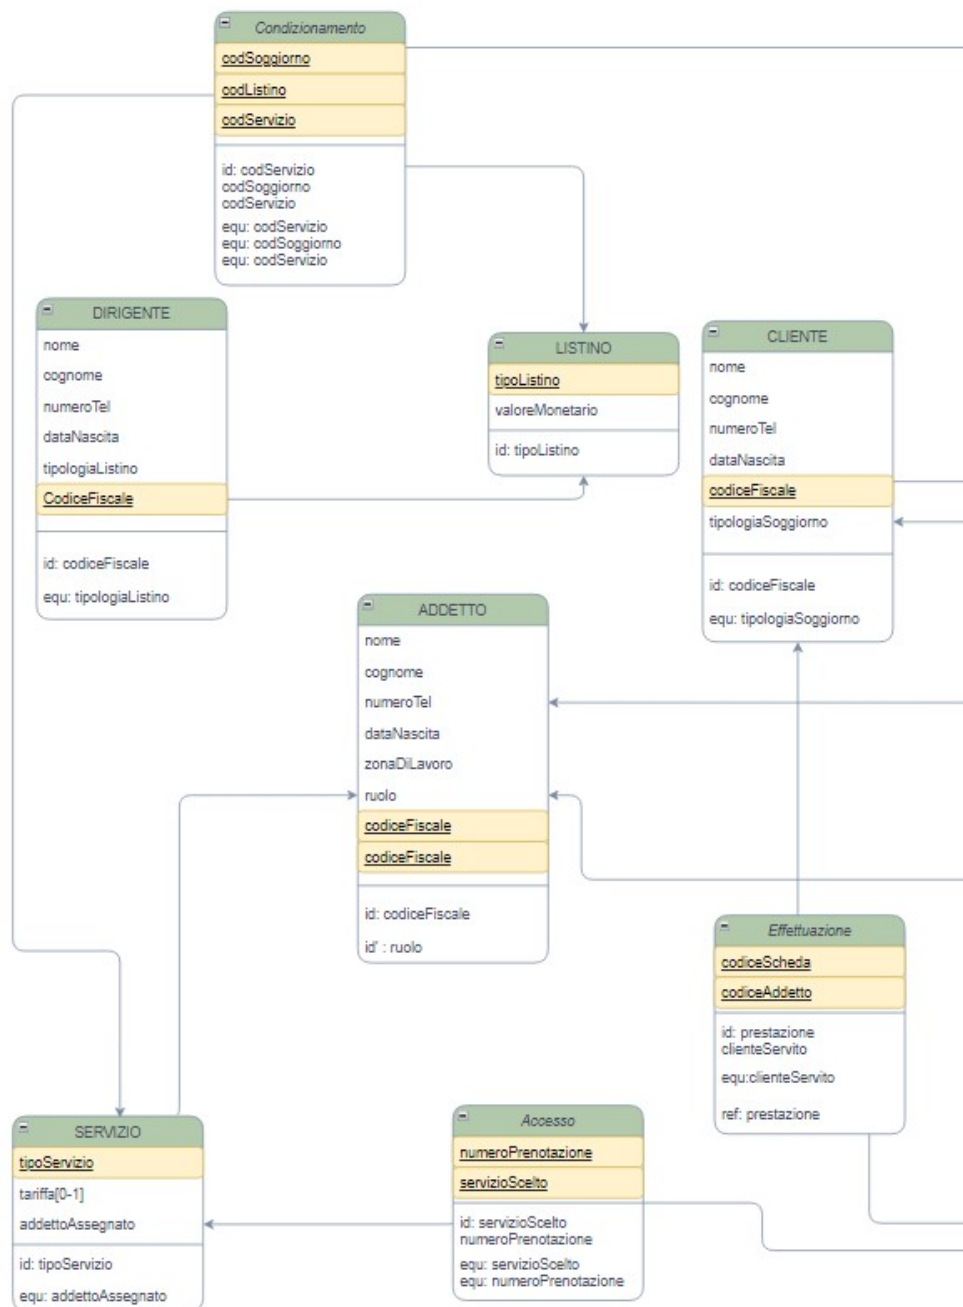 Condizionamento
codSoggiorno
codListino
codServizio
id: codServizio
codSoggiorno
codServizio
equ: codServizio
equ: codSoggiorno
equ: codServizio
DIRIGENTE
nome
cognome
numeroTel
dataNascita
tipologiaListino
CodiceFiscale
id: codiceFiscale
equ: tipologiaListino
LISTINO
tipoListino
valoreMonetario
id: tipoListino
CLIENTE
nome
cognome
numeroTel
dataNascita
codiceFiscale
tipologiaSoggiorno
id: codiceFiscale
equ: tipologiaSoggiorno
ADDETTO
nome
cognome
numeroTel
dataNascita
zonaDiLavoro
ruolo
codiceFiscale
codiceFiscale
id: codiceFiscale
id' : ruolo
Effettuazione
codiceScheda
codiceAddetto
id: prestazione
clienteServito
equ:clienteServito
ref: prestazione
SERVIZIO
tipoServizio
tariffa[0-1]
addettoAssegnato
id: tipoServizio
equ: addettoAssegnato
Accesso
numeroPrenotazione
servizioScelto
id: servizioScelto
numeroPrenotazione
equ: servizioScelto
equ: numeroPrenotazione